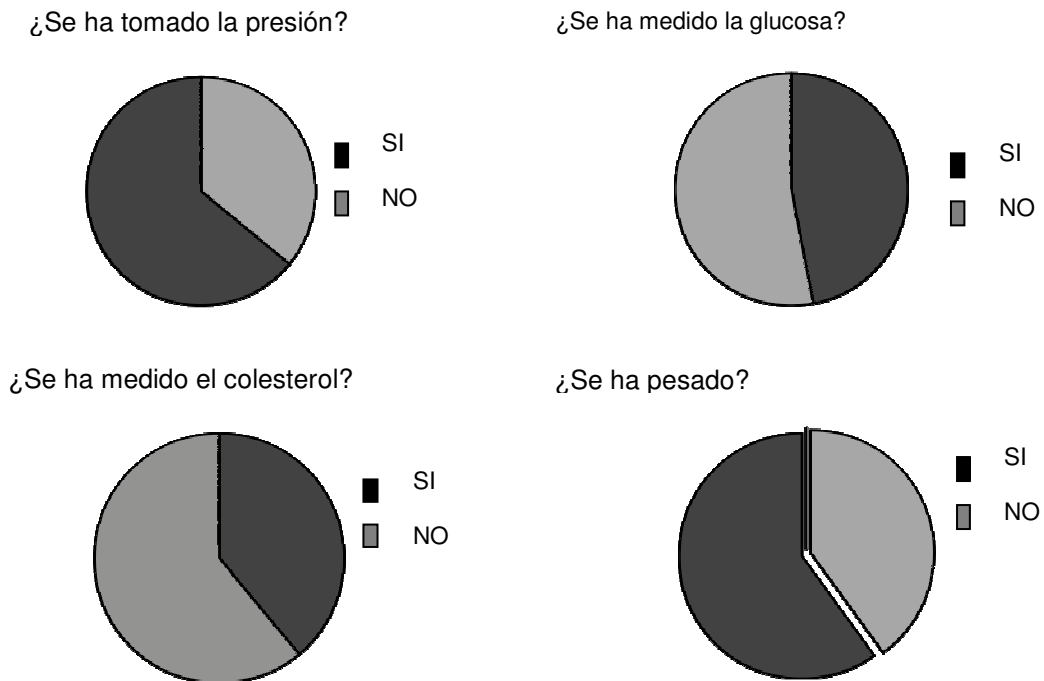 ¿Se ha tomado la presión?
SI
NO
¿Se ha medido la glucosa?
SI
NO
¿Se ha medido el colesterol?
SI
NO
¿Se ha pesado?
SI
NO